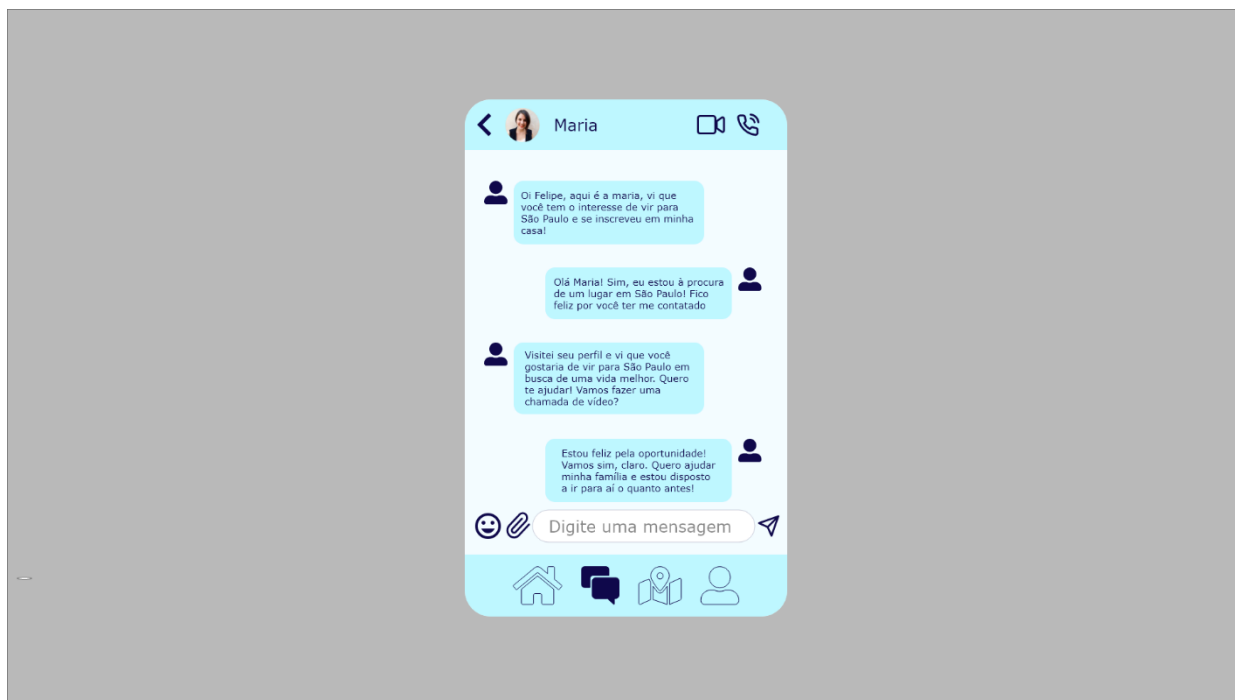 Maria
Oi Felipe, aqui é a maria, vi que
você tem o interesse de vir para
São Paulo e se inscreveu em minha
casa!
Olá Maria! Sim, eu estou à procura
de um lugar em São Paulo! Fico
feliz por você ter me contatado
Visitei seu perfil e vi que você
gostaria de vir para São Paulo em
busca de uma vida melhor. Quero
te ajudar! Vamos fazer uma
chamada de vídeo?
Estou feliz pela oportunidade!
Vamos sim, claro. Quero ajudar
minha família e estou disposto
a ir para aí o quanto antes!
Digite uma mensagem